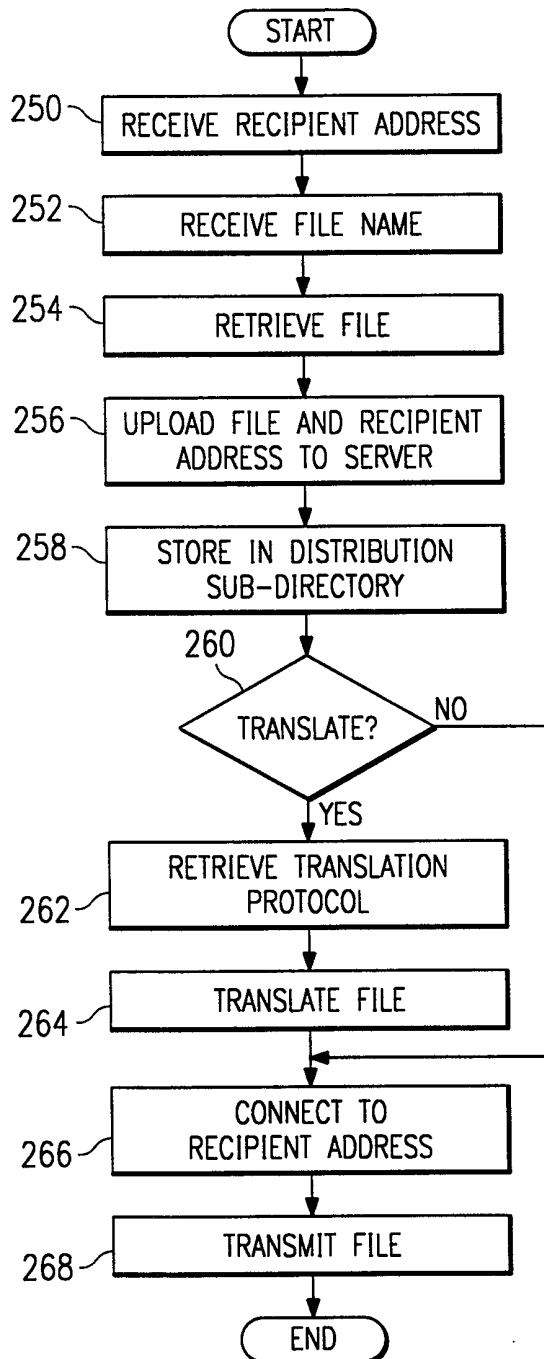 START
250
RECEIVE RECIPIENT ADDRESS
252
RECEIVE FILE NAME
254
RETRIEVE FILE
256
UPLOAD FILE AND RECIPIENT
ADDRESS TO SERVER
258
STORE IN DISTRIBUTION
SUB-DIRECTORY
260
TRANSLATE?
NO
YES
262
RETRIEVE TRANSLATION
PROTOCOL
264
TRANSLATE FILE
266
CONNECT TO
RECIPIENT ADDRESS
268
TRANSMIT FILE
END